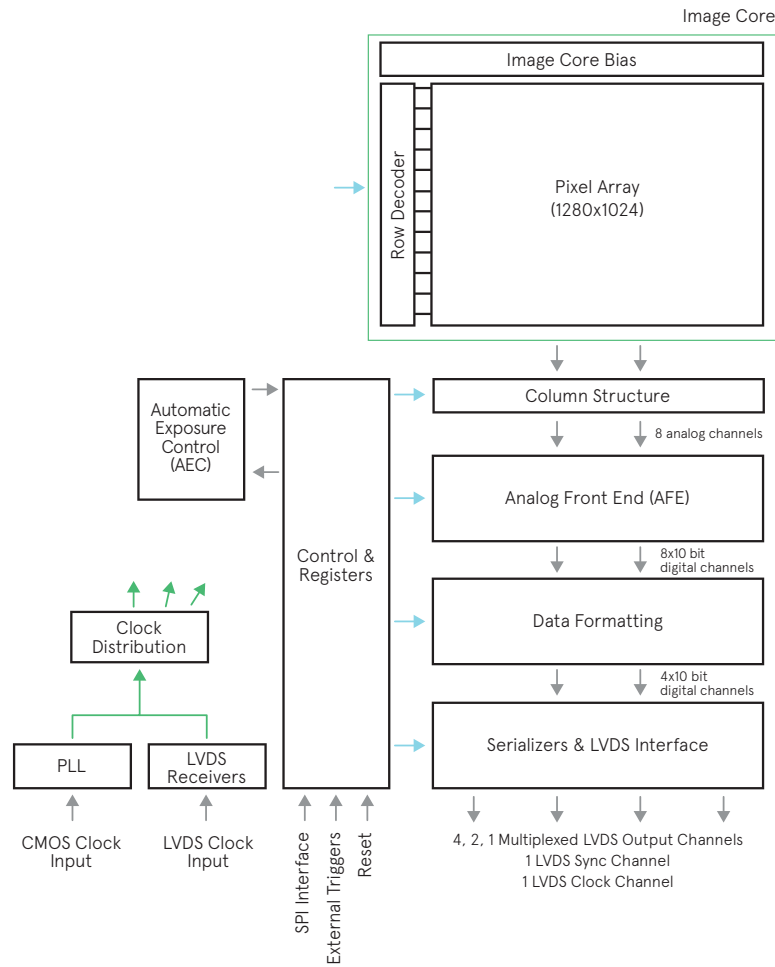 Image Core
Image Core Bias
Row Decoder
Pixel Array
(1280x1024)
Automatic
Exposure
Control
(AEC)
Control &
Registers
Column Structure
8 analog channels
Analog Front End (AFE)
8x10 bit
digital channels
Clock
Distribution
Data Formatting
4x10 bit
digital channels
PLL
LVDS
Receivers
Serializers & LVDS Interface
CMOS Clock
Input
LVDS Clock
Input
SPI Interface
External Triggers
Reset
4, 2, 1 Multiplexed LVDS Output Channels
1 LVDS Sync Channel
1 LVDS Clock Channel